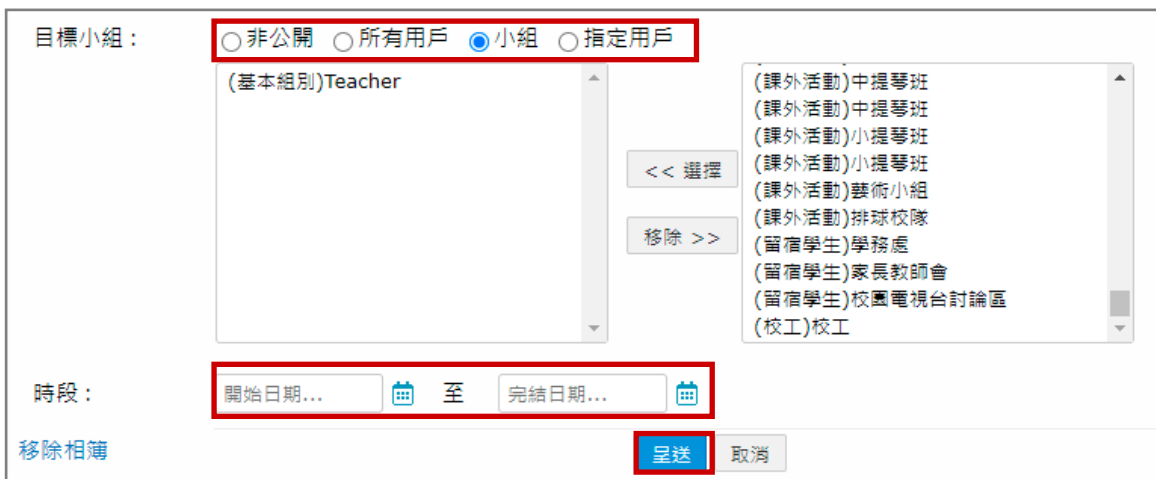 目標小組： 非公開 所有用戶 小組 指定用戶
(基本組別)Teacher
<< 選擇
移除 >>
(課外活動)中提琴班
(課外活動)中提琴班
(課外活動)小提琴班
(課外活動)小提琴班
(課外活動)藝術小組
(課外活動)排球校隊
(留宿學生)學務處
(留宿學生)家長教師會
(留宿學生)校園電視台討論區
(校工)校工
時段： 開始日期... 至 完結日期...
移除相簿 呈送 取消